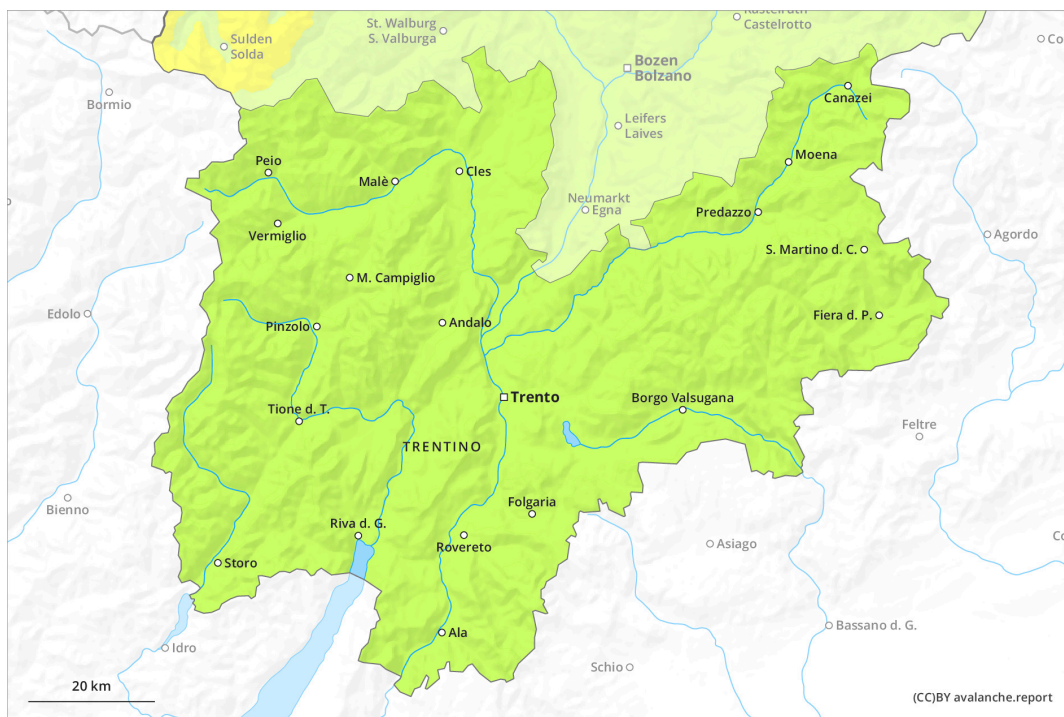 Kastelruth
Castelrotto
St. Walburg
S. Valburga
Sulden
Solda
Co
Bozen
Bolzano
Bormio
Canazei
Leifers
Laives
Moena
Peio
Malè
Cles
Neumarkt
Egna
Predazzo
Vermiglio
Agordo
S. Martino d. C.
M. Campiglio
Edolo
Fiera d. P.
Pinzolo
Andalo
Trento
Borgo Valsugana
Tione d. T.
Feltre
TRENTINO
Bienno
Folgaria
Riva d. G.
Rovereto
Asiago
Co
Storo
Bassano d. G.
Ala
Idro
Schio
20 km
(CC)BY avalanche.report